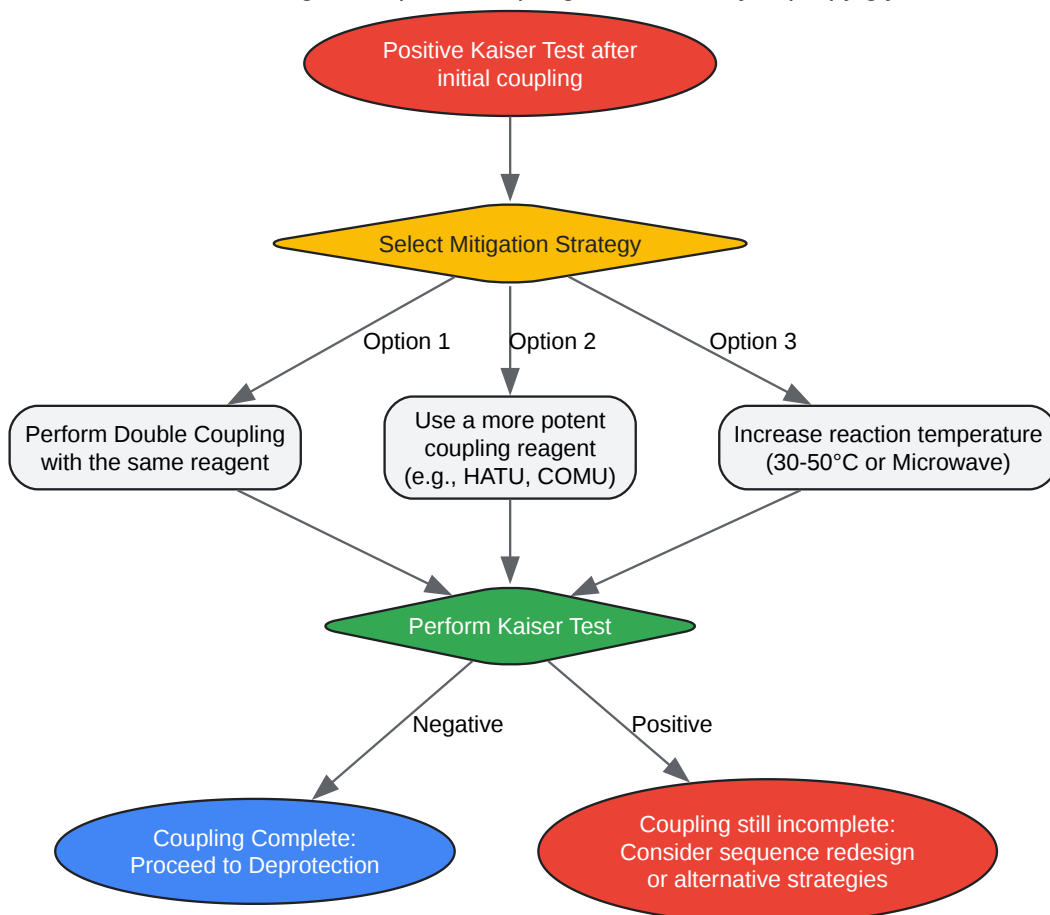 Positive Kaiser Test after
initial coupling
Select Mitigation Strategy
Option 1
Option 2
Option 3
Perform Double Coupling
with the same reagent
Use a more potent
coupling reagent
(e.g., HATU, COMU)
Increase reaction temperature
(30-50°C or Microwave)
Perform Kaiser Test
Negative
Positive
Coupling Complete:
Proceed to Deprotection
Coupling still incomplete:
Consider sequence redesign
or alternative strategies